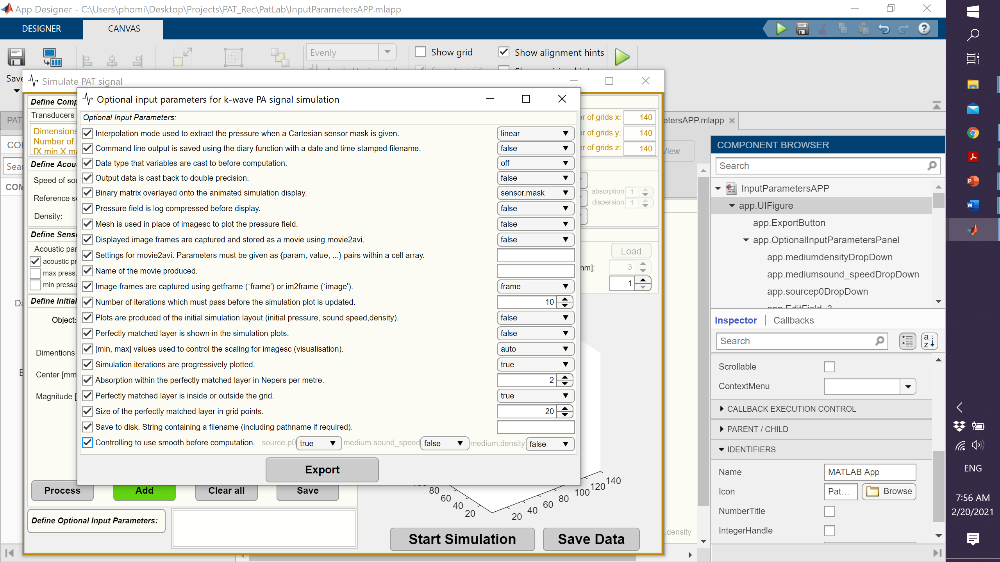 App Designer - C:\Users\phomi\Desktop\Projects\PAT_Rec\PatLab\InputParametersAPP.mlapp
DESIGNER
CANVAS
Evenly
Show grid
Show alignment hints
Save
Simulate PAT signal
Optional input parameters for k-wave PA signal simulation
Optional Input Parameters:
Interpolation mode used to extract the pressure when a Cartesian sensor mask is given. linear
Command line output is saved using the diary function with a date and time stamped filename. false
Data type that variables are cast to before computation. off
Output data is cast back to double precision. false
Binary matrix overlayed onto the animated simulation display. sensor.mask
Pressure field is log compressed before display. false
Mesh is used in place of imagesc to plot the pressure field. false
Displayed image frames are captured and stored as a movie using movie2avi. false
Settings for movie2avi. Parameters must be given as {param, value, ...} pairs within a cell array.
Name of the movie produced.
Image frames are captured using getframe (`frame') or im2frame (`image'). frame
Number of iterations which must pass before the simulation plot is updated. 10
Plots are produced of the initial simulation layout (initial pressure, sound speed,density). false
Perfectly matched layer is shown in the simulation plots. false
[min, max] values used to control the scaling for imagesc (visualisation). auto
Simulation iterations are progressively plotted. true
Absorption within the perfectly matched layer in Nepers per metre. 2
Perfectly matched layer is inside or outside the grid. true
Size of the perfectly matched layer in grid points. 20
Save to disk. String containing a filename (including pathname if required).
Controlling to use smooth before computation. source.p0 true medium.sound_speed false medium.density false
Export
Define Comp
Transducers
Dimensions
Number of
[X min X ma
Define Acou
Speed of sou
Reference so
Density:
Define Senso
Acoustic par
acoustic pr
max press.
min pressu
Define Initial
Object:
Dimentions
Center [mm
Magnitude [
Process
Add
Clear all
Save
Define Optional Input Parameters:
er of grids x: 140
er of grids y: 140
er of grids z: 140
absorption 1
dispersion 1
Load
mm]: 3
1
80
60
40
20
20
40
60
80
100
120
140
Start Simulation
Save Data
PAT
Sear
COM
etersAPP.mlapp
View
.density
COMPONENT BROWSER
Search
InputParametersAPP
app.UIFigure
app.ExportButton
app.OptionalInputParametersPanel
app.mediumdensityDropDown
app.mediumsound_speedDropDown
app.sourcep0DropDown
Inspector
Callbacks
Search
Scrollable
ContextMenu
CALLBACK EXECUTION CONTROL
PARENT / CHILD
IDENTIFIERS
Name MATLAB App
Icon Pat... Browse
NumberTitle
IntegerHandle
ENG
7:56 AM
2/20/2021